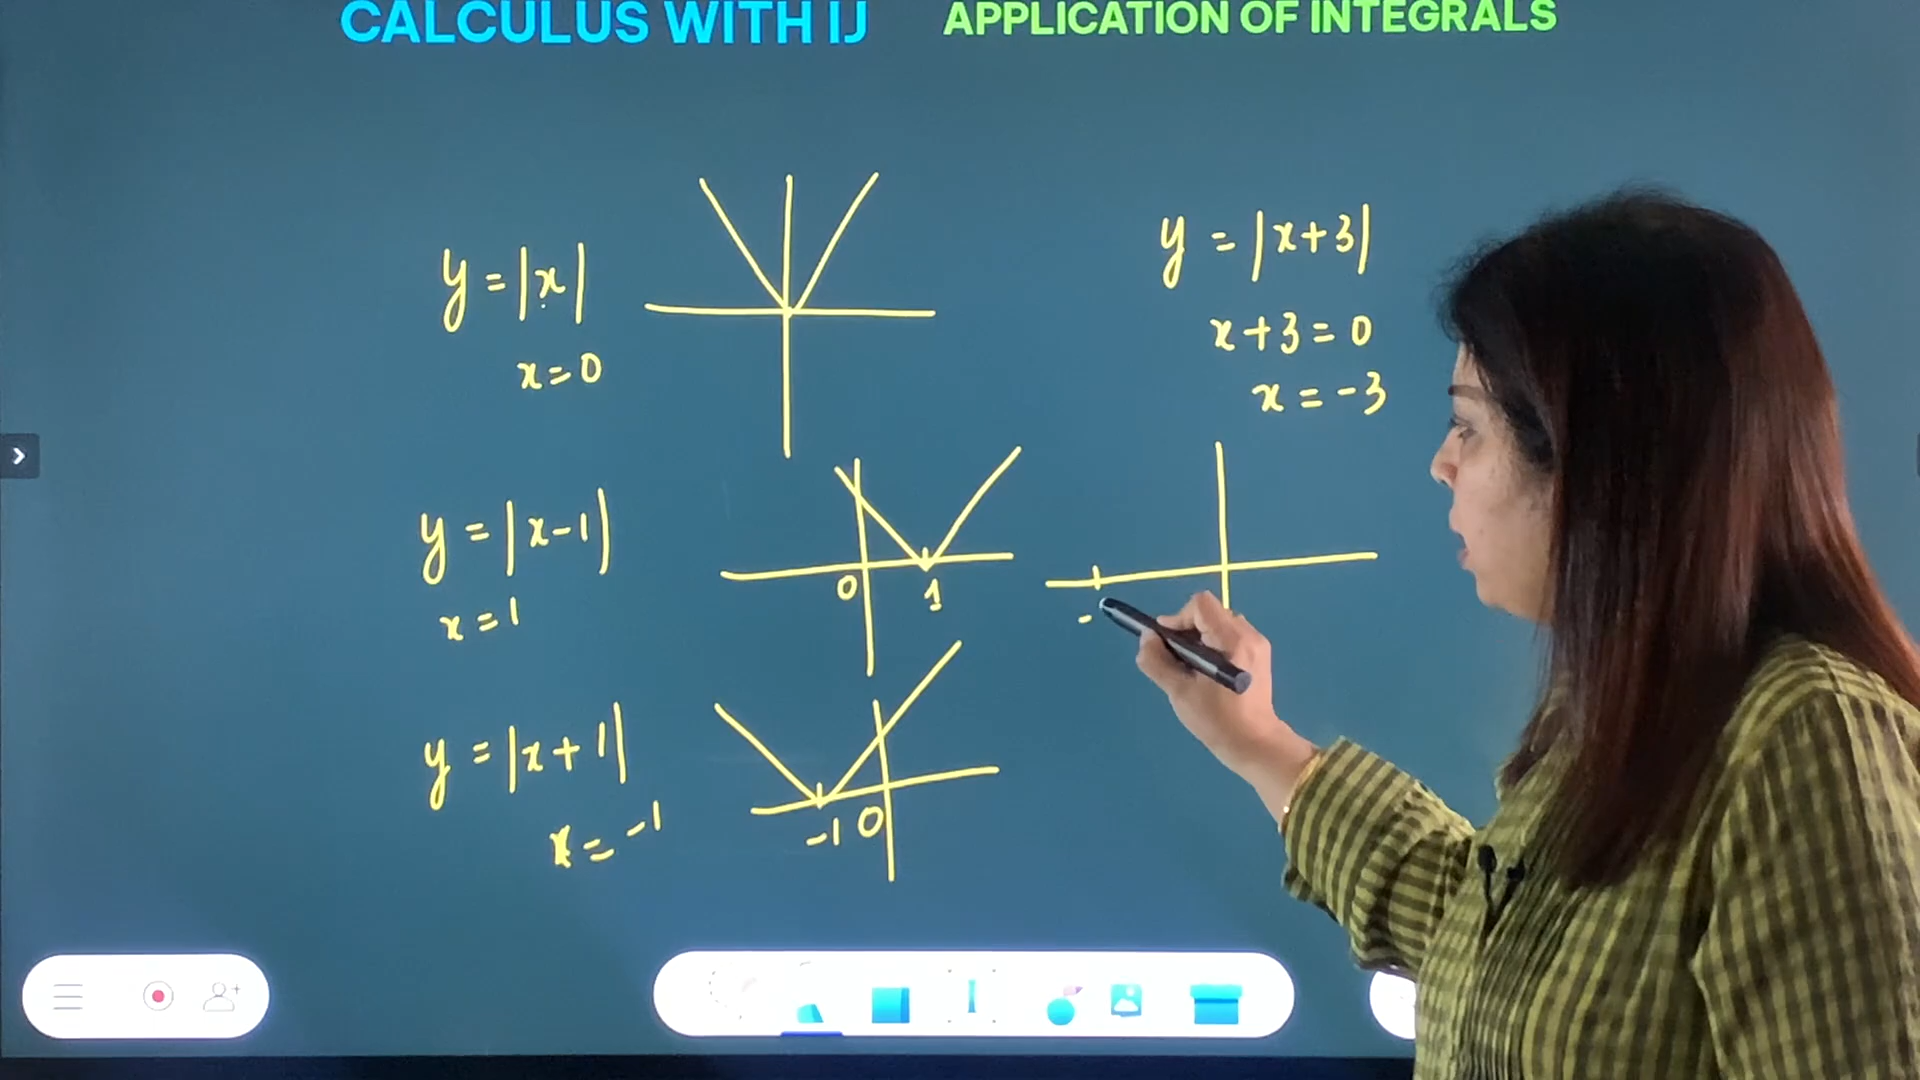 CALCULUS WITH IJ
APPLICATION OF INTEGRALS
y = |x|
x = 0
y = |x-1|
x = 1
0
1
y = |x+1|
x = -1
-1 0
y = |x+3|
x+3 = 0
x = -3
-